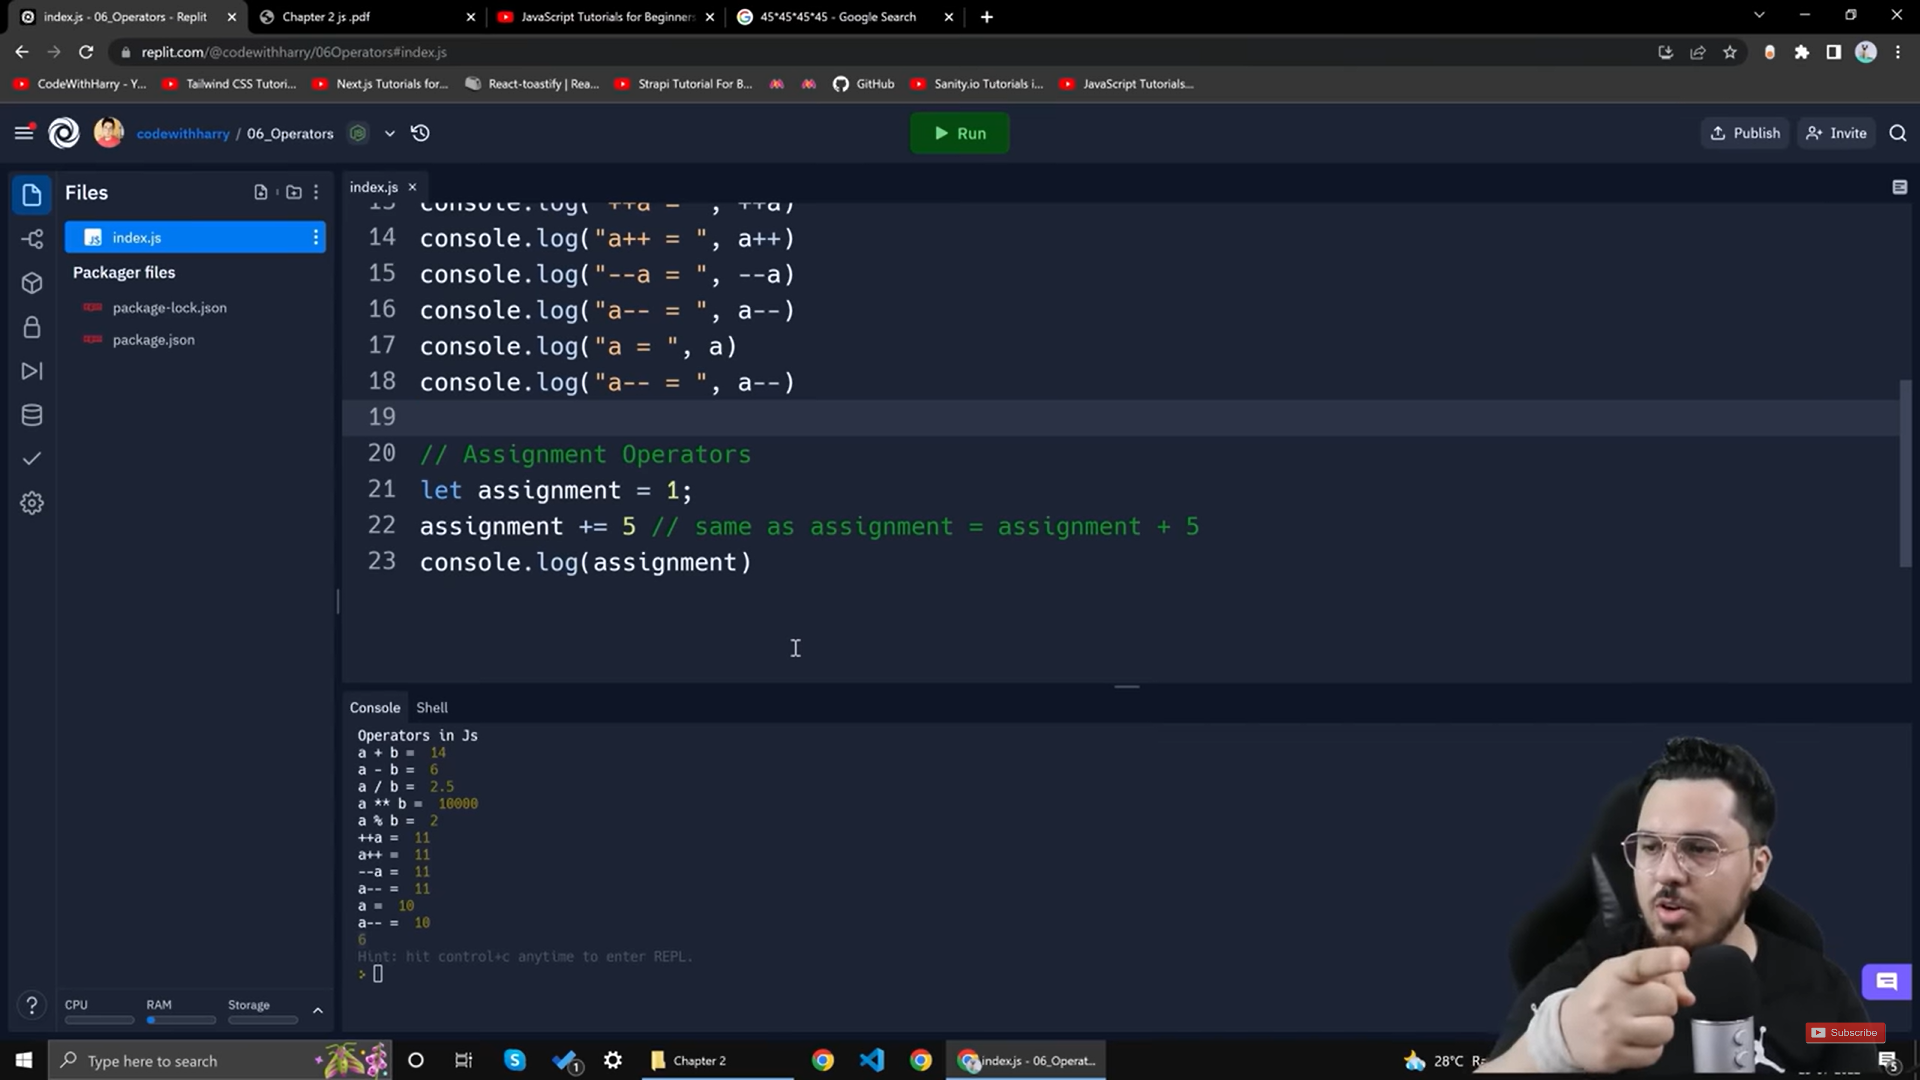 index.js - 06_Operators - Replit
Chapter 2 js .pdf
JavaScript Tutorials for Beginners
45*45*45*45 - Google Search
replit.com/@codewithharry/06Operators#index.js
CodeWithHarry - Y...
Tailwind CSS Tutori...
Next.js Tutorials for...
React-toastify | Rea...
Strapi Tutorial For B...
GitHub
Sanity.io Tutorials i...
JavaScript Tutorials...
codewithharry / 06_Operators
Run
Publish
Invite
Files
index.js
Packager files
package-lock.json
package.json
index.js
13 console.log("++a = ", ++a)
14 console.log("a++ = ", a++)
15 console.log("--a = ", --a)
16 console.log("a-- = ", a--)
17 console.log("a = ", a)
18 console.log("a-- = ", a--)
19
20 // Assignment Operators
21 let assignment = 1;
22 assignment += 5 // same as assignment = assignment + 5
23 console.log(assignment)
Console Shell
Operators in Js
a + b = 14
a - b = 6
a / b = 2.5
a ** b = 10000
a % b = 2
++a = 11
a++ = 11
--a = 11
a-- = 11
a = 10
a-- = 10
6
Hint: hit control+c anytime to enter REPL.
>
?
CPU RAM Storage
Subscribe
Type here to search
1
Chapter 2
index.js - 06_Operat...
28°C
5